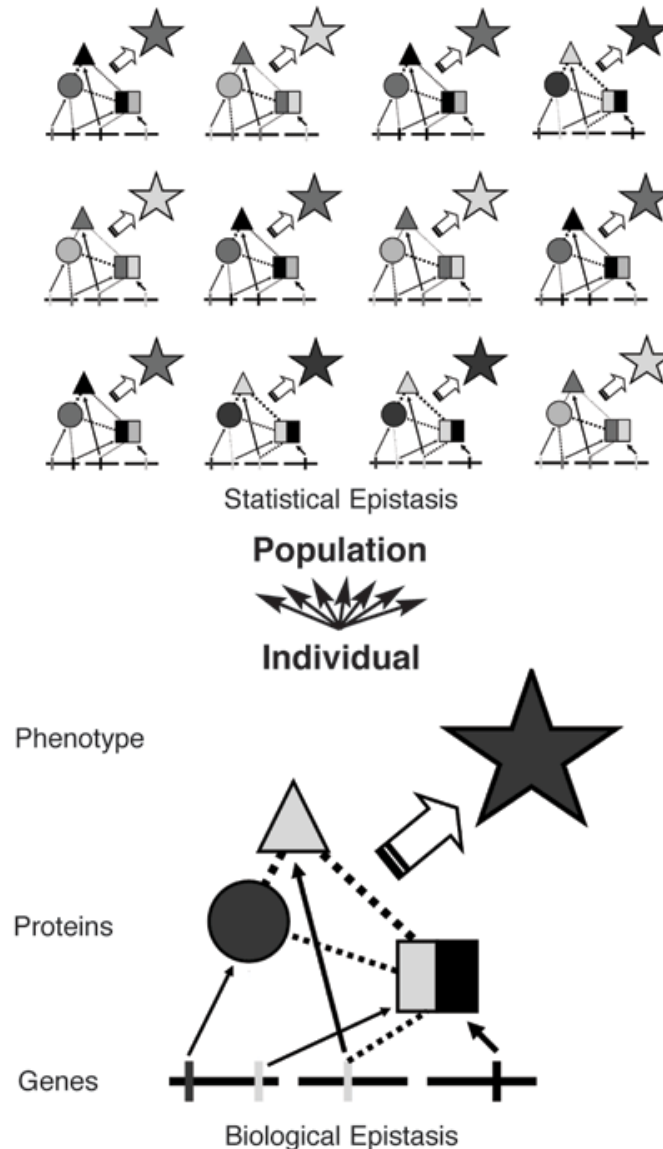 Statistical Epistasis
Population
Individual
Phenotype
Proteins
Genes
Biological Epistasis